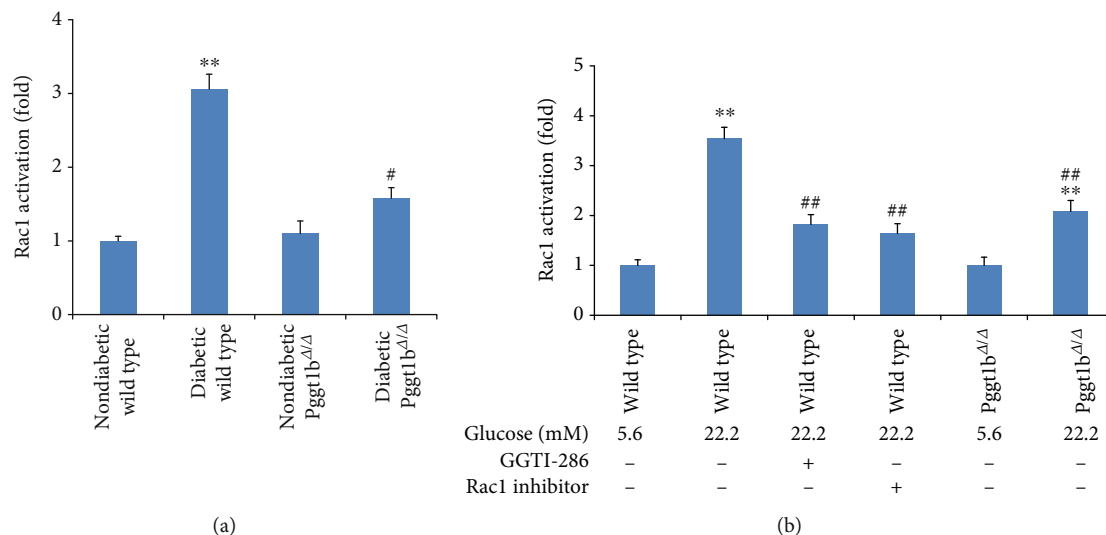 4
3
2
1
0
Rac1 activation (fold)
**
#
Nondiabetic
wild type
Diabetic
wild type
Nondiabetic
Pggt1bΔ/Δ
Diabetic
Pggt1bΔ/Δ
(a)
5
4
3
2
1
0
Rac1 activation (fold)
**
##
##
##
**
Wild type
Wild type
Wild type
Wild type
Pggt1bΔ/Δ
Pggt1bΔ/Δ
Glucose (mM) 5.6 22.2 22.2 22.2 5.6 22.2
GGTI-286 – – + – – –
Rac1 inhibitor – – – + – –
(b)